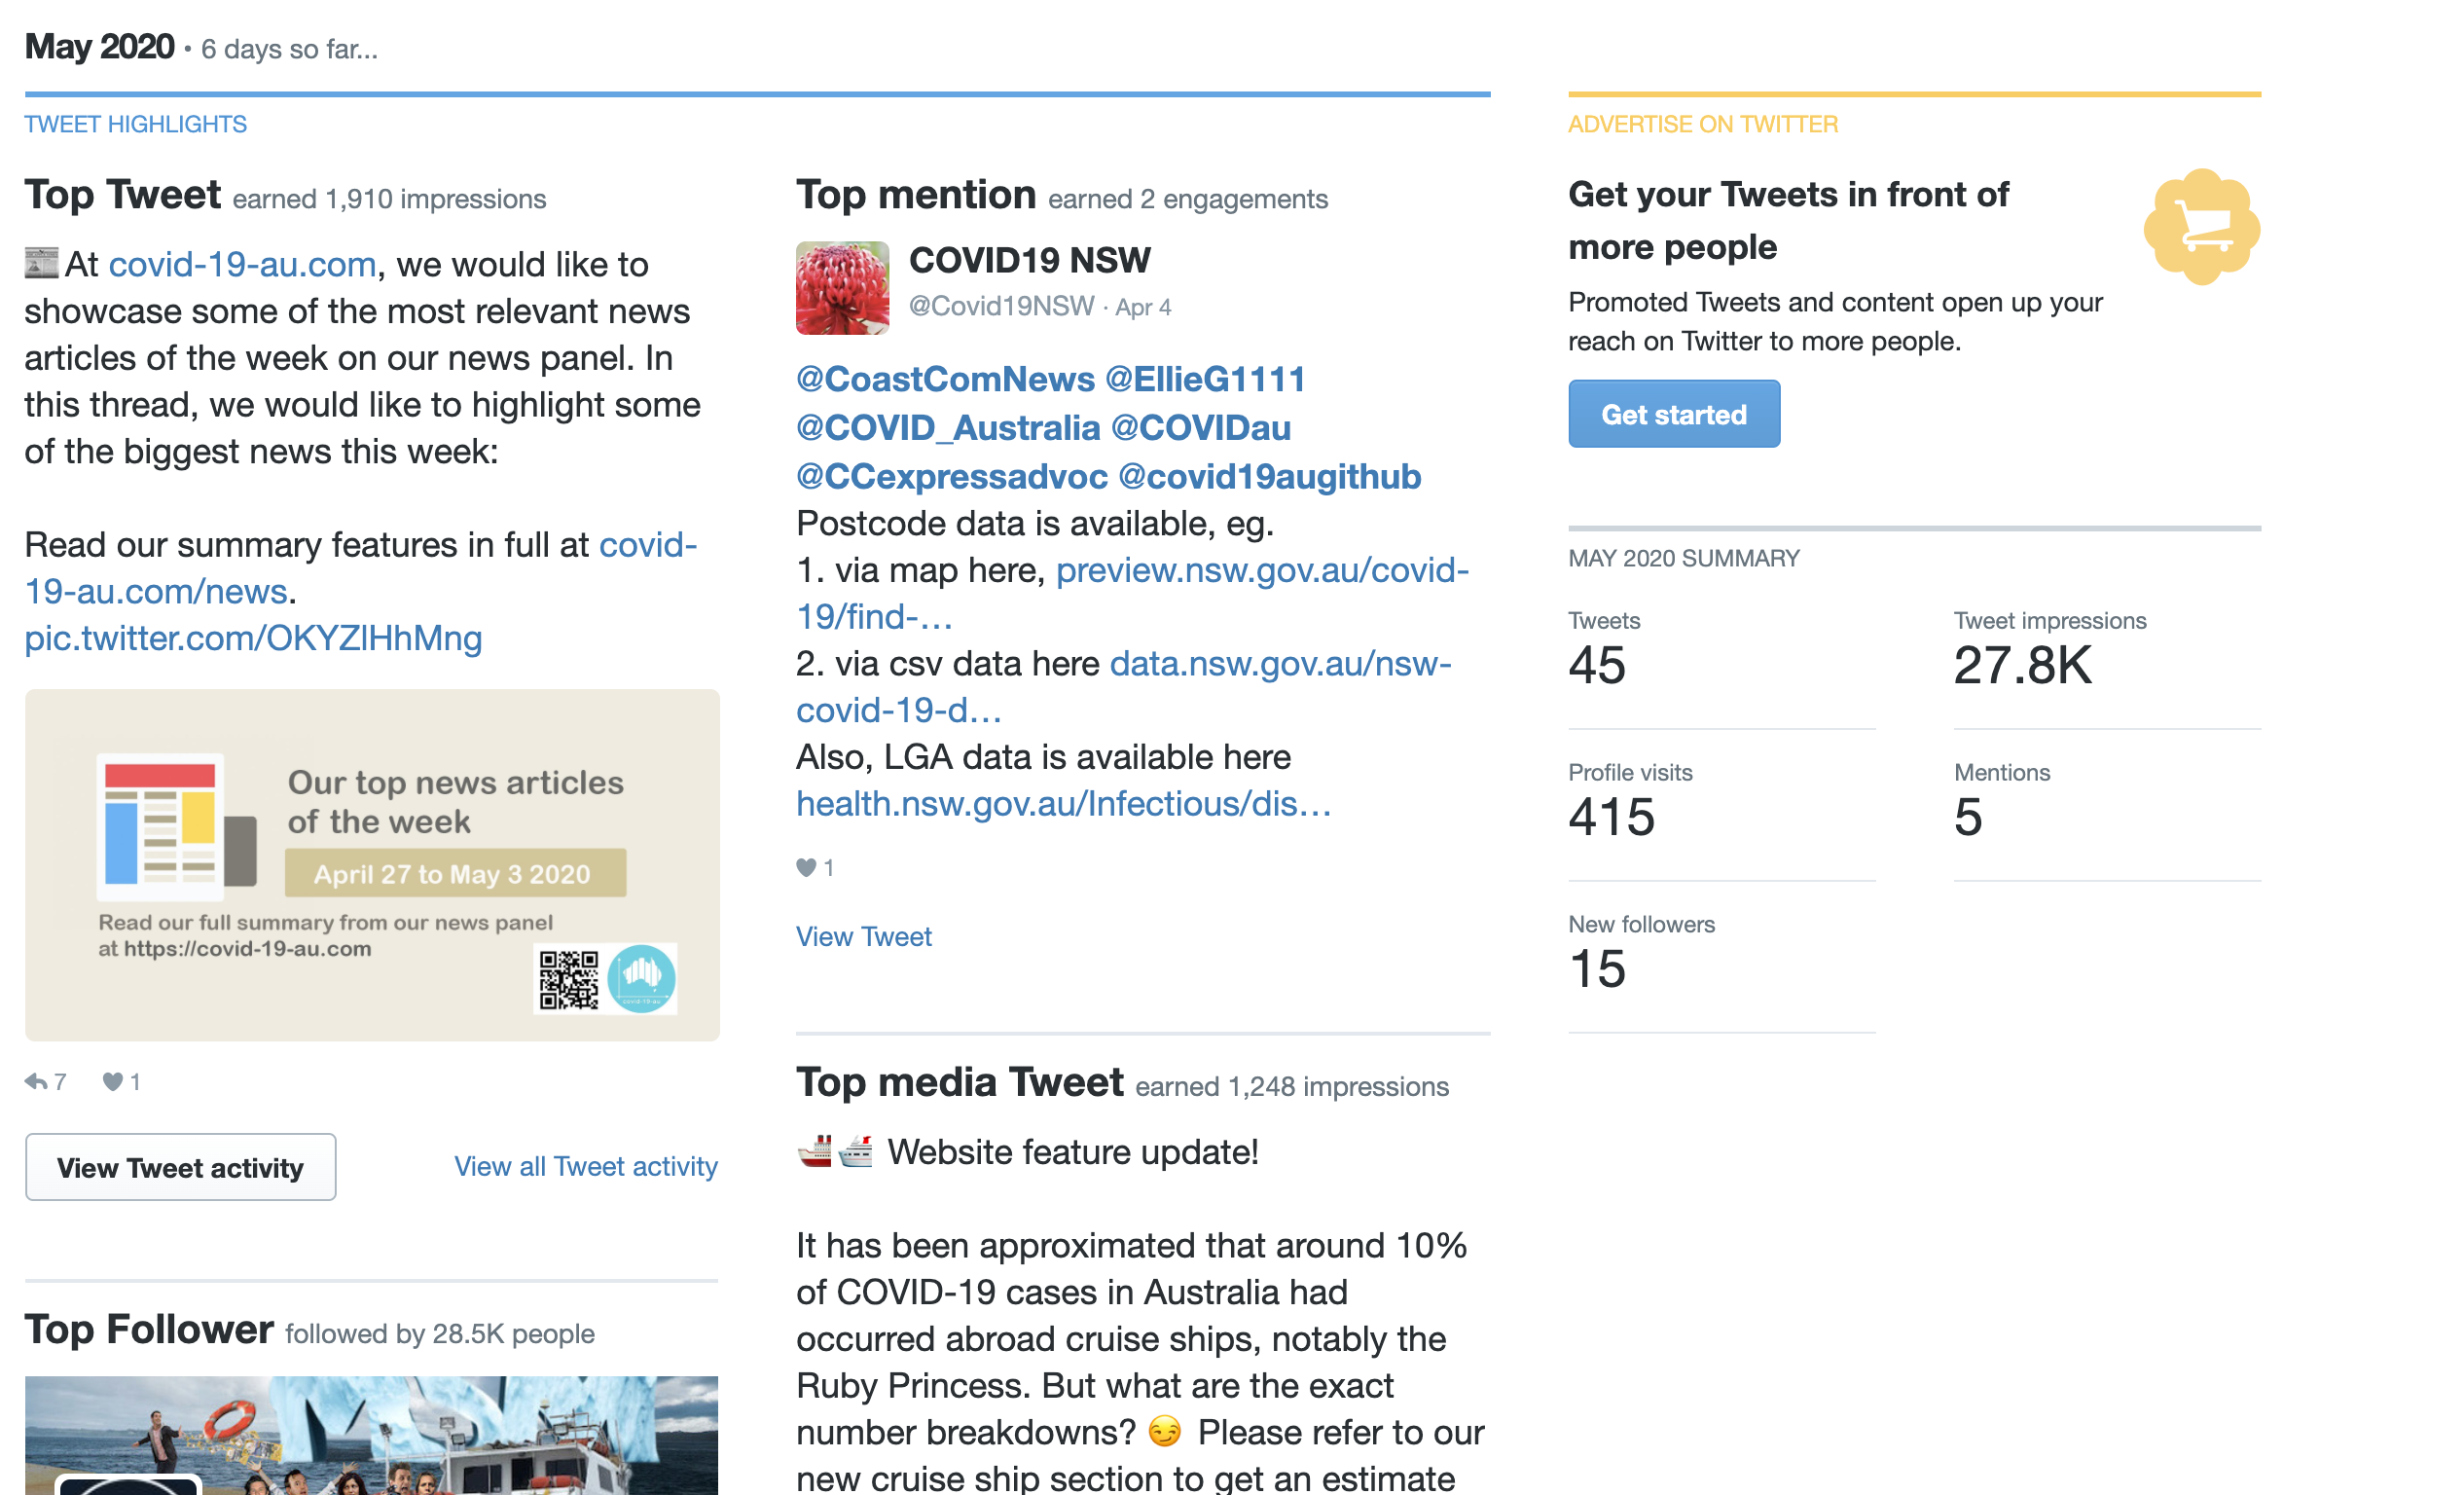 May 2020 · 6 days so far...
TWEET HIGHLIGHTS
Top Tweet earned 1,910 impressions
📰At covid-19-au.com, we would like to
showcase some of the most relevant news
articles of the week on our news panel. In
this thread, we would like to highlight some
of the biggest news this week:
Read our summary features in full at covid-
19-au.com/news.
pic.twitter.com/OKYZlHhMng
Our top news articles
of the week
April 27 to May 3 2020
Read our full summary from our news panel
at https://covid-19-au.com
covid-19-au
7 1
View Tweet activity
View all Tweet activity
Top Follower followed by 28.5K people
Top mention earned 2 engagements
COVID19 NSW
@Covid19NSW · Apr 4
@CoastComNews @EllieG1111
@COVID_Australia @COVIDau
@CCexpressadvoc @covid19augithub
Postcode data is available, eg.
1. via map here, preview.nsw.gov.au/covid-
19/find-…
2. via csv data here data.nsw.gov.au/nsw-
covid-19-d…
Also, LGA data is available here
health.nsw.gov.au/Infectious/dis…
1
View Tweet
Top media Tweet earned 1,248 impressions
🚢🛳 Website feature update!
It has been approximated that around 10%
of COVID-19 cases in Australia had
occurred abroad cruise ships, notably the
Ruby Princess. But what are the exact
number breakdowns? 😏 Please refer to our
new cruise ship section to get an estimate
ADVERTISE ON TWITTER
Get your Tweets in front of
more people
Promoted Tweets and content open up your
reach on Twitter to more people.
Get started
MAY 2020 SUMMARY
Tweets
45
Tweet impressions
27.8K
Profile visits
415
Mentions
5
New followers
15